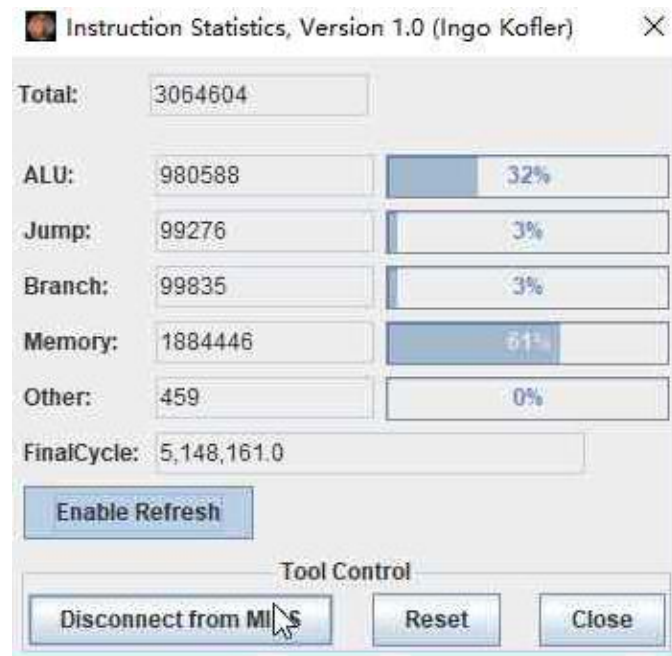 Instruction Statistics, Version 1.0 (Ingo Kofler)
Total: 3064604
ALU: 980588 32%
Jump: 99276 3%
Branch: 99835 3%
Memory: 1884446 61%
Other: 459 0%
FinalCycle: 5,148,161.0
Enable Refresh
Tool Control
Disconnect from Reset Close